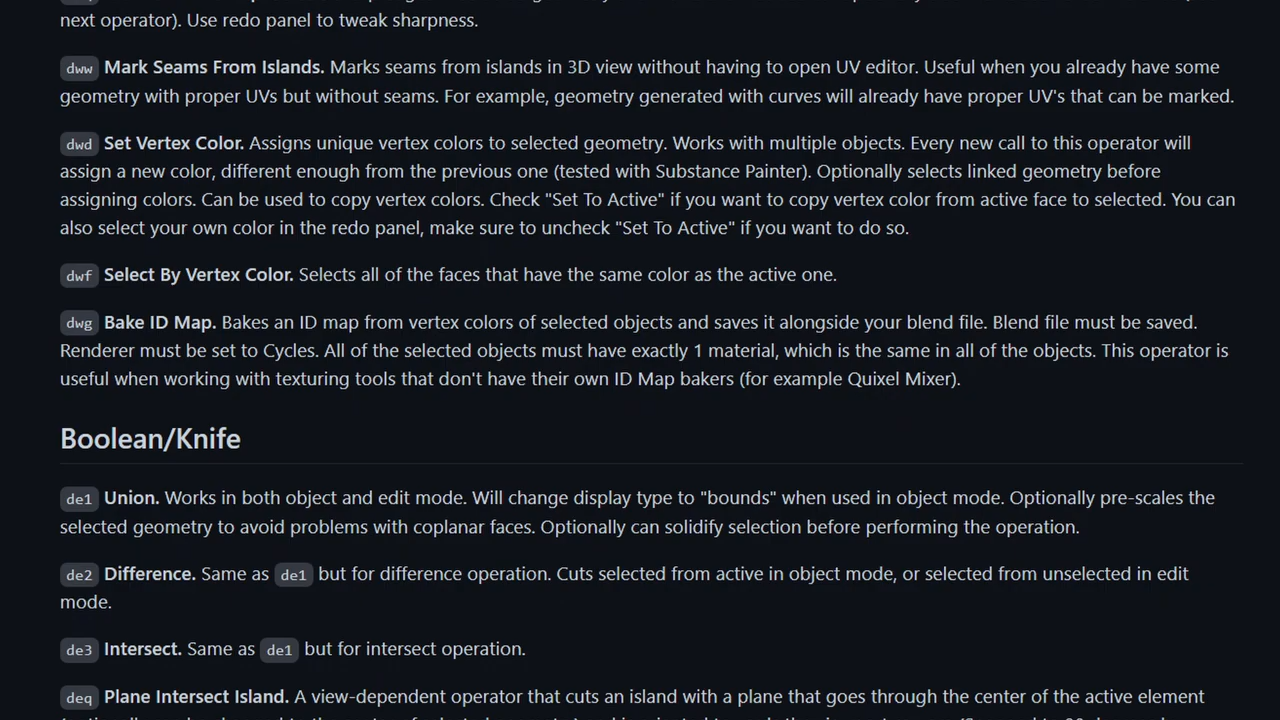 next operator). Use redo panel to tweak sharpness.
dww Mark Seams From Islands. Marks seams from islands in 3D view without having to open UV editor. Useful when you already have some
geometry with proper UVs but without seams. For example, geometry generated with curves will already have proper UV's that can be marked.
dwd Set Vertex Color. Assigns unique vertex colors to selected geometry. Works with multiple objects. Every new call to this operator will
assign a new color, different enough from the previous one (tested with Substance Painter). Optionally selects linked geometry before
assigning colors. Can be used to copy vertex colors. Check "Set To Active" if you want to copy vertex color from active face to selected. You can
also select your own color in the redo panel, make sure to uncheck "Set To Active" if you want to do so.
dwf Select By Vertex Color. Selects all of the faces that have the same color as the active one.
dwg Bake ID Map. Bakes an ID map from vertex colors of selected objects and saves it alongside your blend file. Blend file must be saved.
Renderer must be set to Cycles. All of the selected objects must have exactly 1 material, which is the same in all of the objects. This operator is
useful when working with texturing tools that don't have their own ID Map bakers (for example Quixel Mixer).
Boolean/Knife
de1 Union. Works in both object and edit mode. Will change display type to "bounds" when used in object mode. Optionally pre-scales the
selected geometry to avoid problems with coplanar faces. Optionally can solidify selection before performing the operation.
de2 Difference. Same as de1 but for difference operation. Cuts selected from active in object mode, or selected from unselected in edit
mode.
de3 Intersect. Same as de1 but for intersect operation.
deq Plane Intersect Island. A view-dependent operator that cuts an island with a plane that goes through the center of the active element